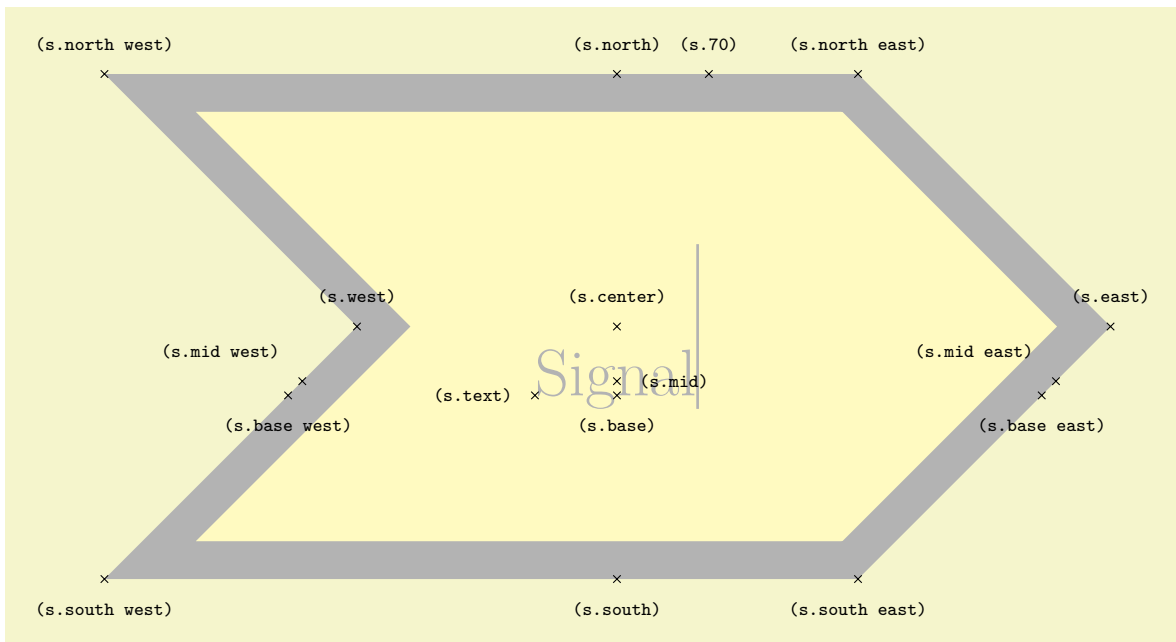 (s.north west) (s.north) (s.70) (s.north east)
(s.west) (s.center) (s.east)
(s.mid west) (s.mid east)
Signal
(s.text) (s.mid)
(s.base west) (s.base) (s.base east)
(s.south west) (s.south) (s.south east)